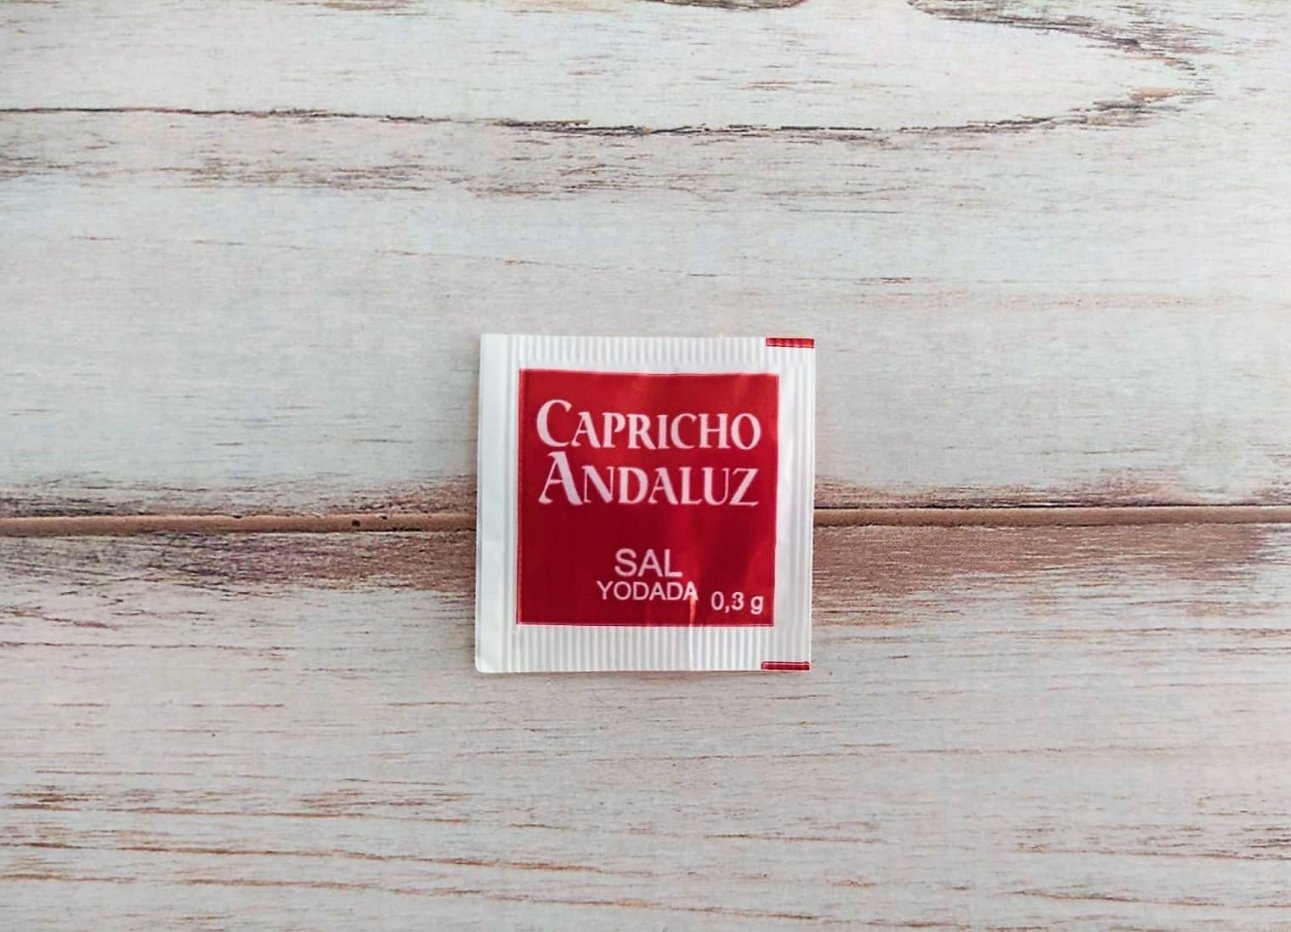 CAPRICHO
ANDALUZ
SAL
YODADA 0,3 g